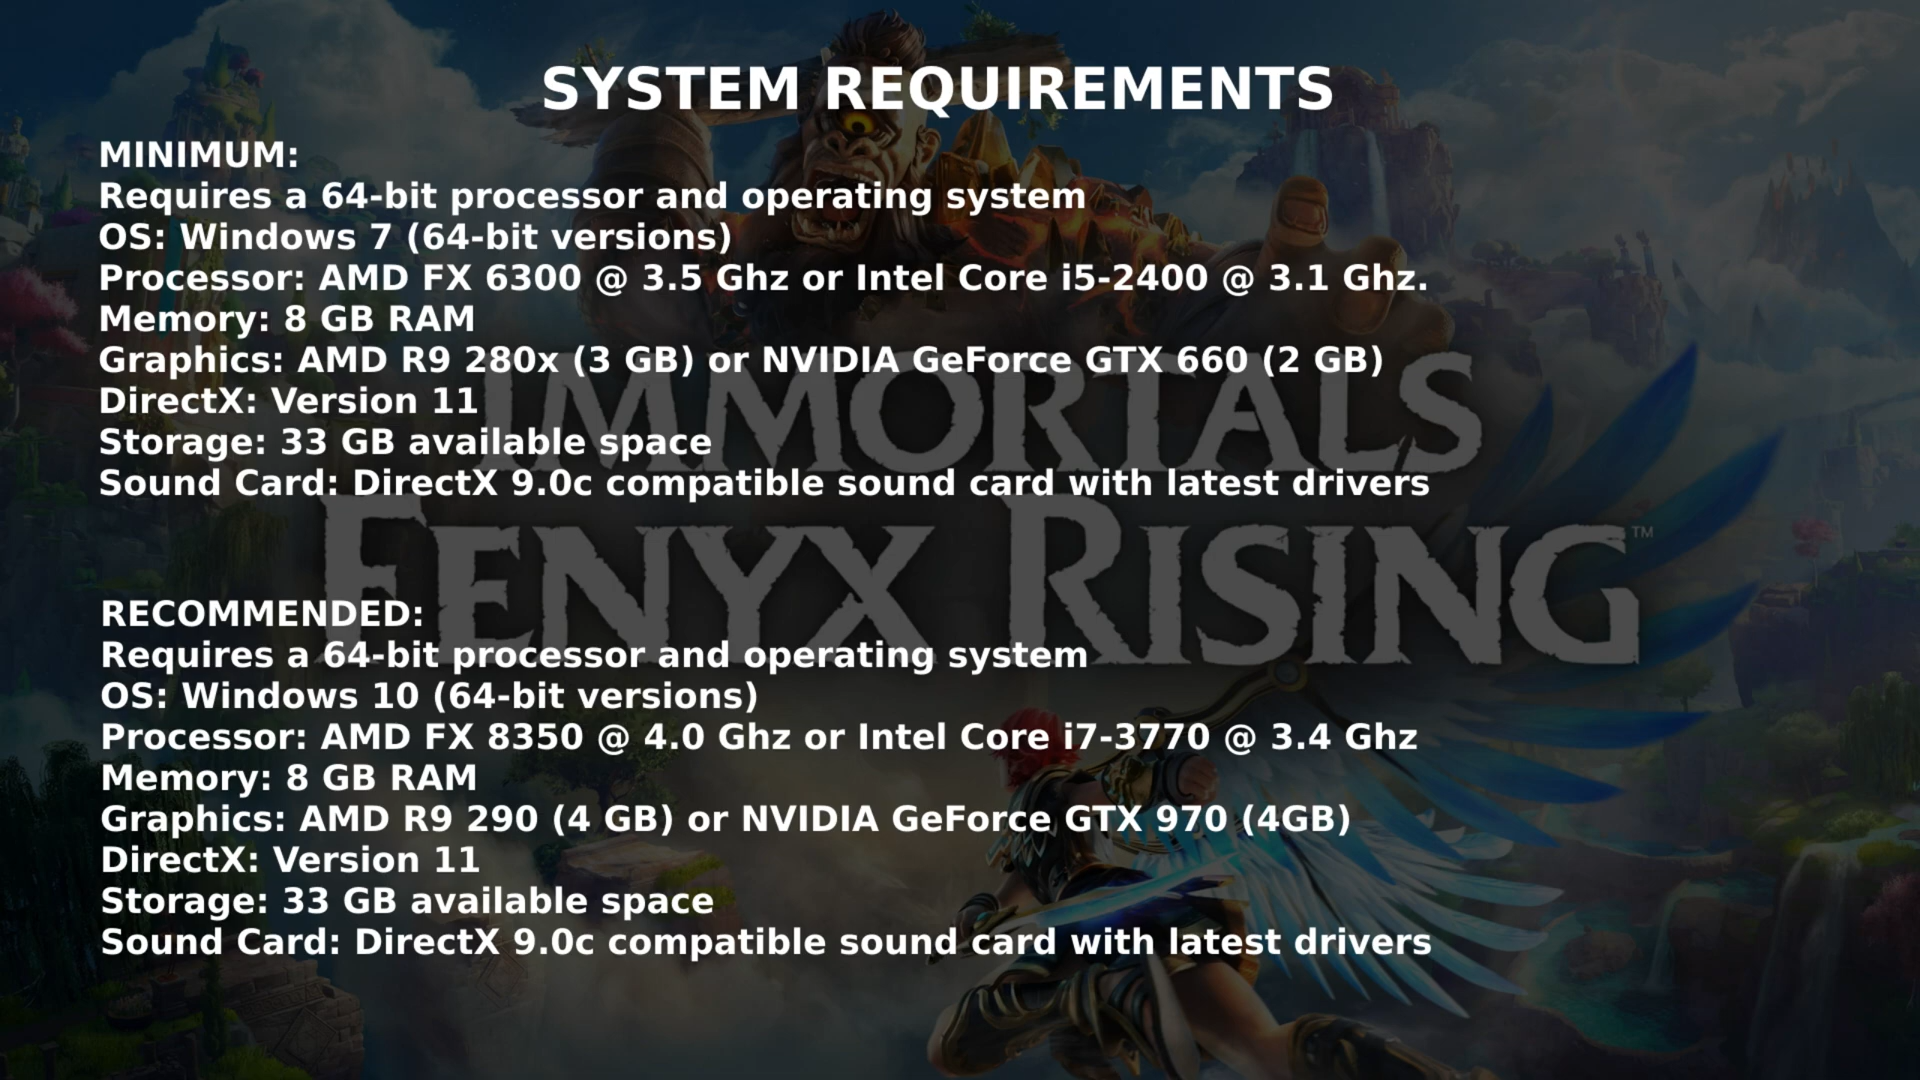 SYSTEM REQUIREMENTS
MINIMUM:
Requires a 64-bit processor and operating system
OS: Windows 7 (64-bit versions)
Processor: AMD FX 6300 @ 3.5 Ghz or Intel Core i5-2400 @ 3.1 Ghz.
Memory: 8 GB RAM
Graphics: AMD R9 280x (3 GB) or NVIDIA GeForce GTX 660 (2 GB)
DirectX: Version 11
Storage: 33 GB available space
Sound Card: DirectX 9.0c compatible sound card with latest drivers
IMMORTALS
FENYX RISING™
RECOMMENDED:
Requires a 64-bit processor and operating system
OS: Windows 10 (64-bit versions)
Processor: AMD FX 8350 @ 4.0 Ghz or Intel Core i7-3770 @ 3.4 Ghz
Memory: 8 GB RAM
Graphics: AMD R9 290 (4 GB) or NVIDIA GeForce GTX 970 (4GB)
DirectX: Version 11
Storage: 33 GB available space
Sound Card: DirectX 9.0c compatible sound card with latest drivers